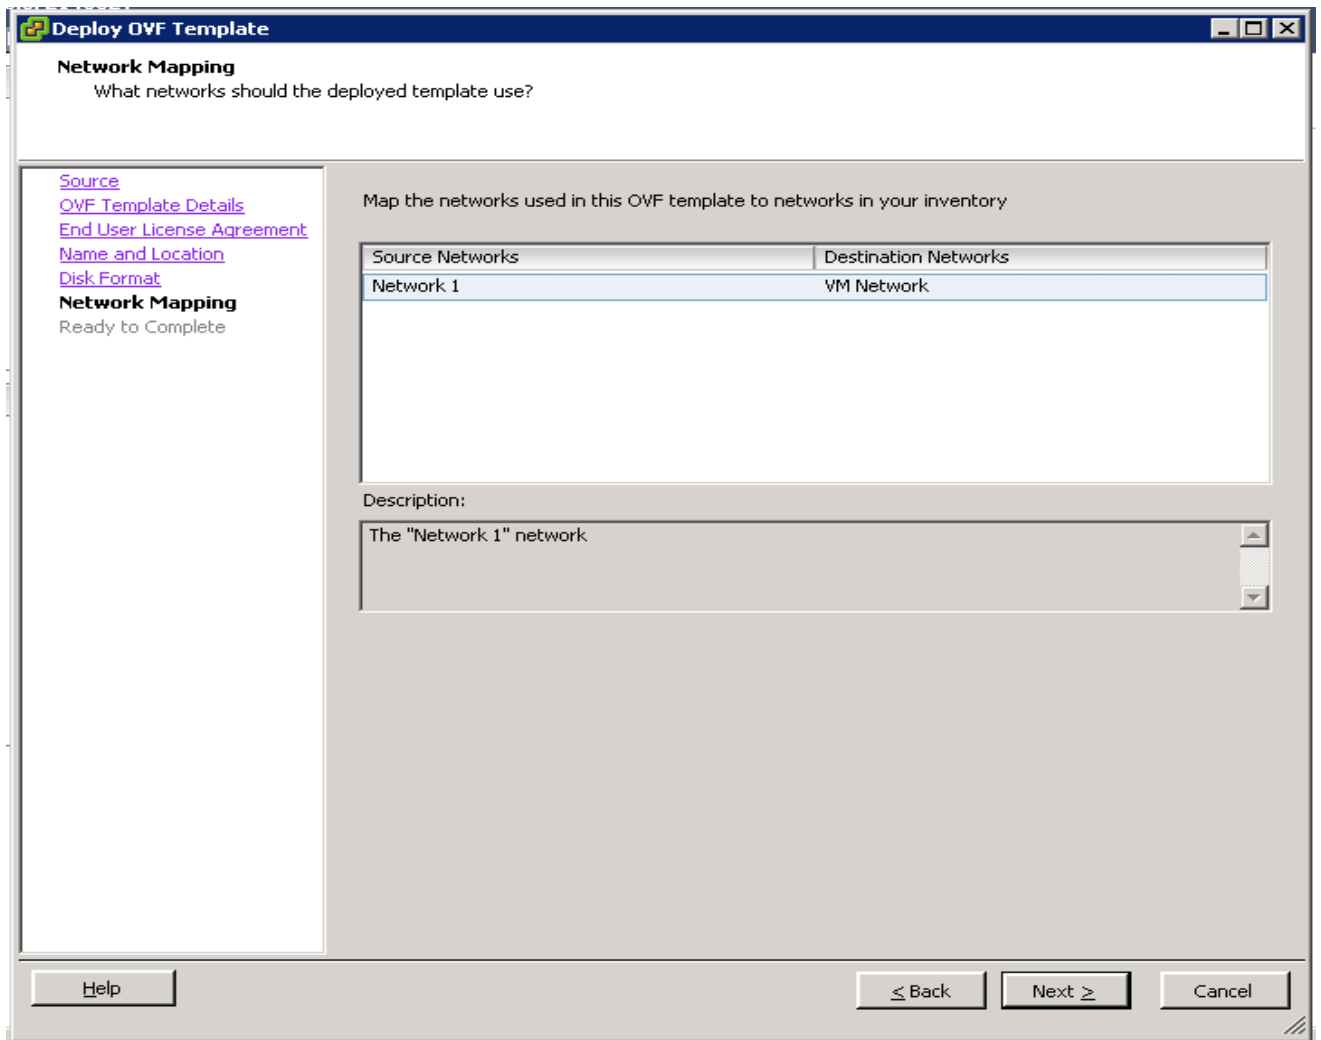 Deploy OVF Template
Network Mapping
What networks should the deployed template use?
Source
OVF Template Details
End User License Agreement
Name and Location
Disk Format
Network Mapping
Ready to Complete
Map the networks used in this OVF template to networks in your inventory
Source Networks Destination Networks
Network 1 VM Network
Description:
The "Network 1" network
Help
< Back
Next >
Cancel